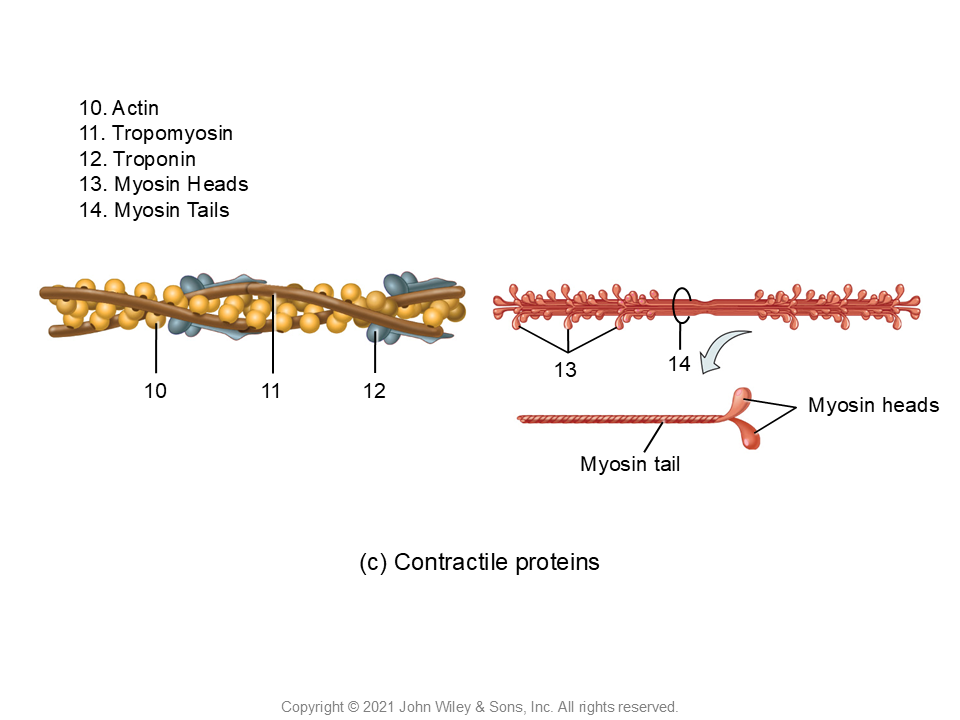 10. Actin
11. Tropomyosin
12. Troponin
13. Myosin Heads
14. Myosin Tails
10
11
12
13
14
Myosin heads
Myosin tail
(c) Contractile proteins
Copyright © 2021 John Wiley & Sons, Inc. All rights reserved.